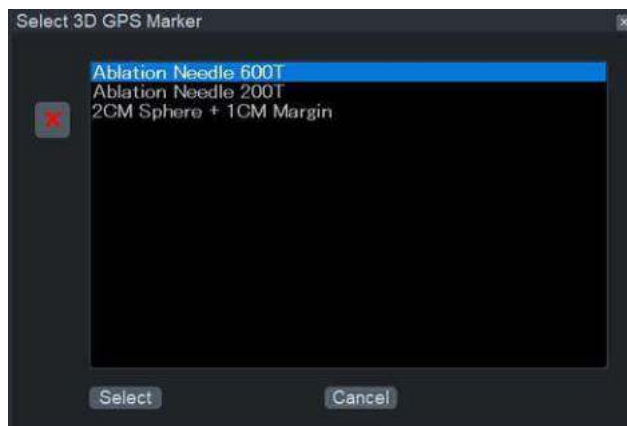 Select 3D GPS Marker
Ablation Needle 600T
Ablation Needle 200T
2CM Sphere + 1CM Margin
Select
Cancel